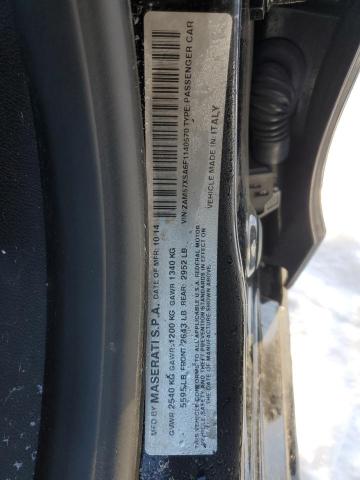 MFD BY MASERATI S.P.A. DATE OF MFR: 10/14
GVWR: 2540 KG GAWR: 1200 KG GAWR 1340 KG
5595 LB, FRONT 2643 LB REAR: 2952 LB.
THIS VEHICLE CONFORMS TO ALL APPLICABLE U.S.A. FEDERAL MOTOR
VEHICLE SAFETY AND THEFT PREVENTION STANDARDS IN EFFECT ON
THE DATE OF MANUFACTURE SHOWN ABOVE.
VIN: ZAM57XSA6F1140570 TYPE: PASSENGER CAR
VEHICLE MADE IN: ITALY